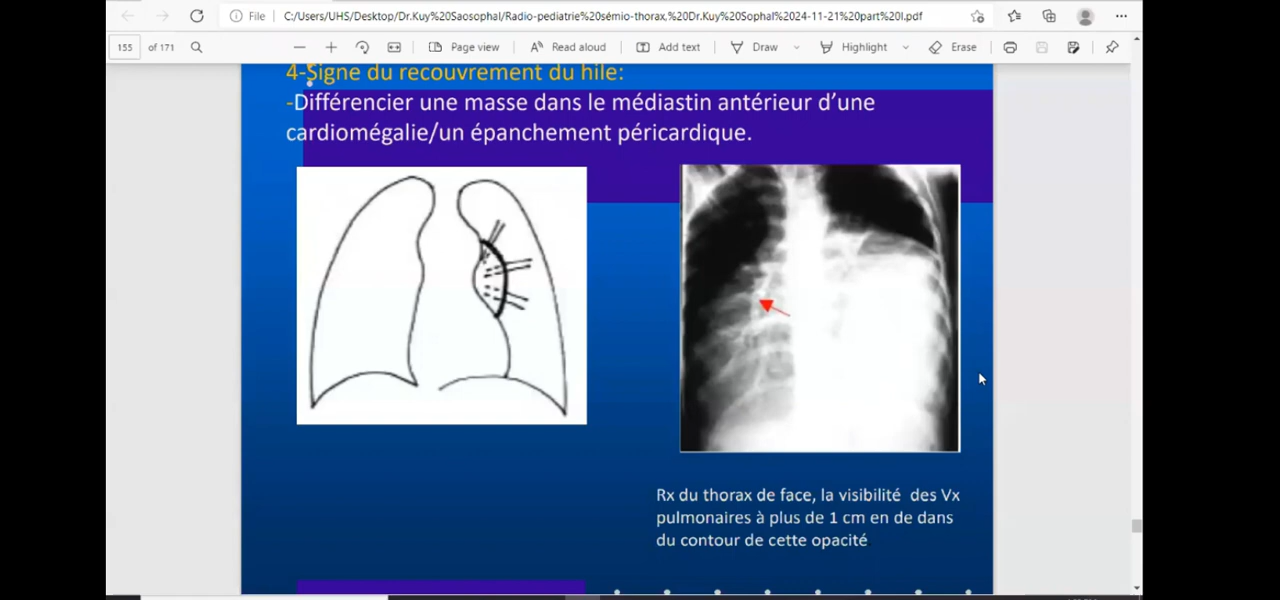 File
C:/Users/UHS/Desktop/Dr.Kuy%20Saosophal/Radio-pediatrie%20sémio-thorax,%20Dr.Kuy%20Sophal%2024-11-21%20part%20I.pdf
155 of 171
Page view
Read aloud
Add text
Draw
Highlight
Erase
4-Signe du recouvrement du hile:
-Différencier une masse dans le médiastin antérieur d’une
cardiomégalie/un épanchement péricardique.
Rx du thorax de face, la visibilité des Vx
pulmonaires à plus de 1 cm en de dans
du contour de cette opacité